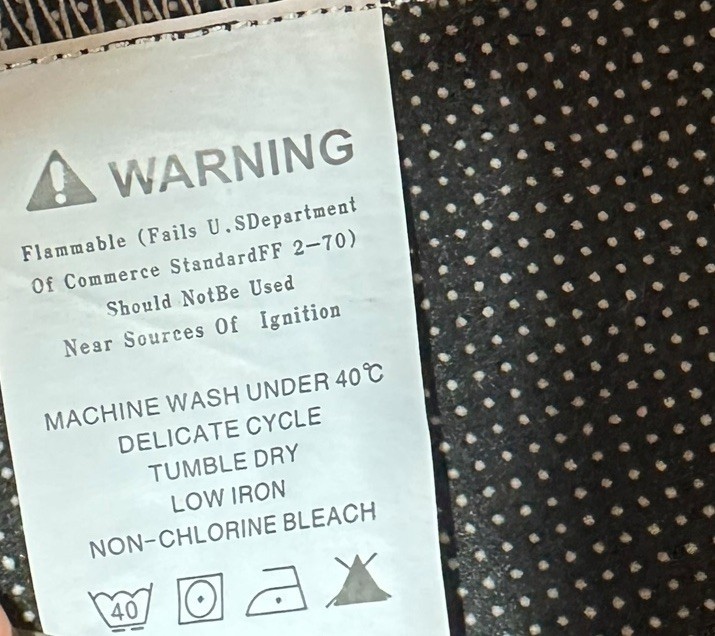 WARNING
Flammable (Fails U.SDepartment
Of Commerce StandardFF 2-70)
Should NotBe Used
Near Sources Of Ignition
MACHINE WASH UNDER 40℃
DELICATE CYCLE
TUMBLE DRY
LOW IRON
NON-CHLORINE BLEACH
40